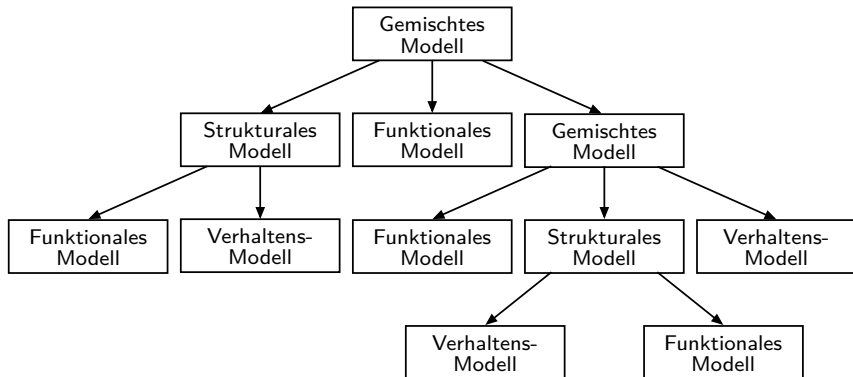 Gemischtes
Modell
Strukturales
Modell
Funktionales
Modell
Gemischtes
Modell
Funktionales
Modell
Verhaltens-
Modell
Funktionales
Modell
Strukturales
Modell
Verhaltens-
Modell
Verhaltens-
Modell
Funktionales
Modell